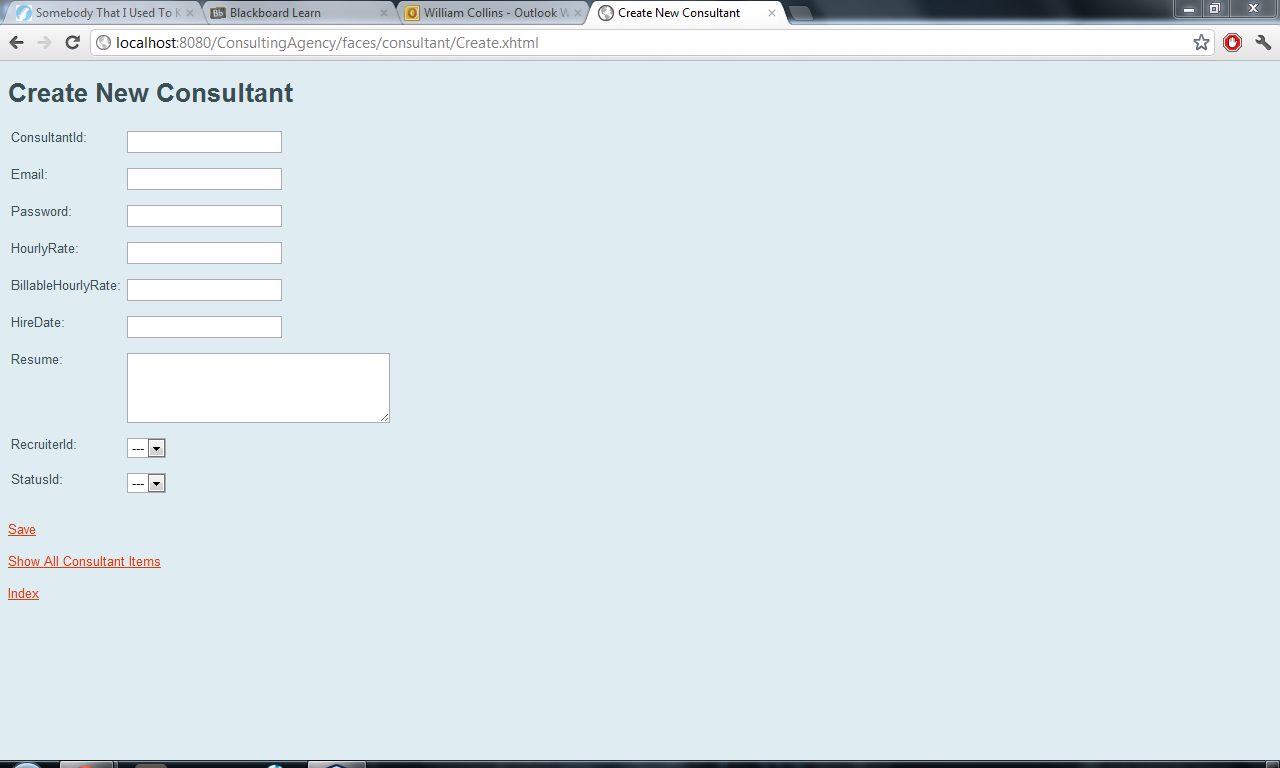 Somebody That I Used To K
Blackboard Learn
William Collins - Outlook W
Create New Consultant
localhost:8080/ConsultingAgency/faces/consultant/Create.xhtml
Create New Consultant
ConsultantId:
Email:
Password:
HourlyRate:
BillableHourlyRate:
HireDate:
Resume:
RecruiterId:
---
StatusId:
---
Save
Show All Consultant Items
Index